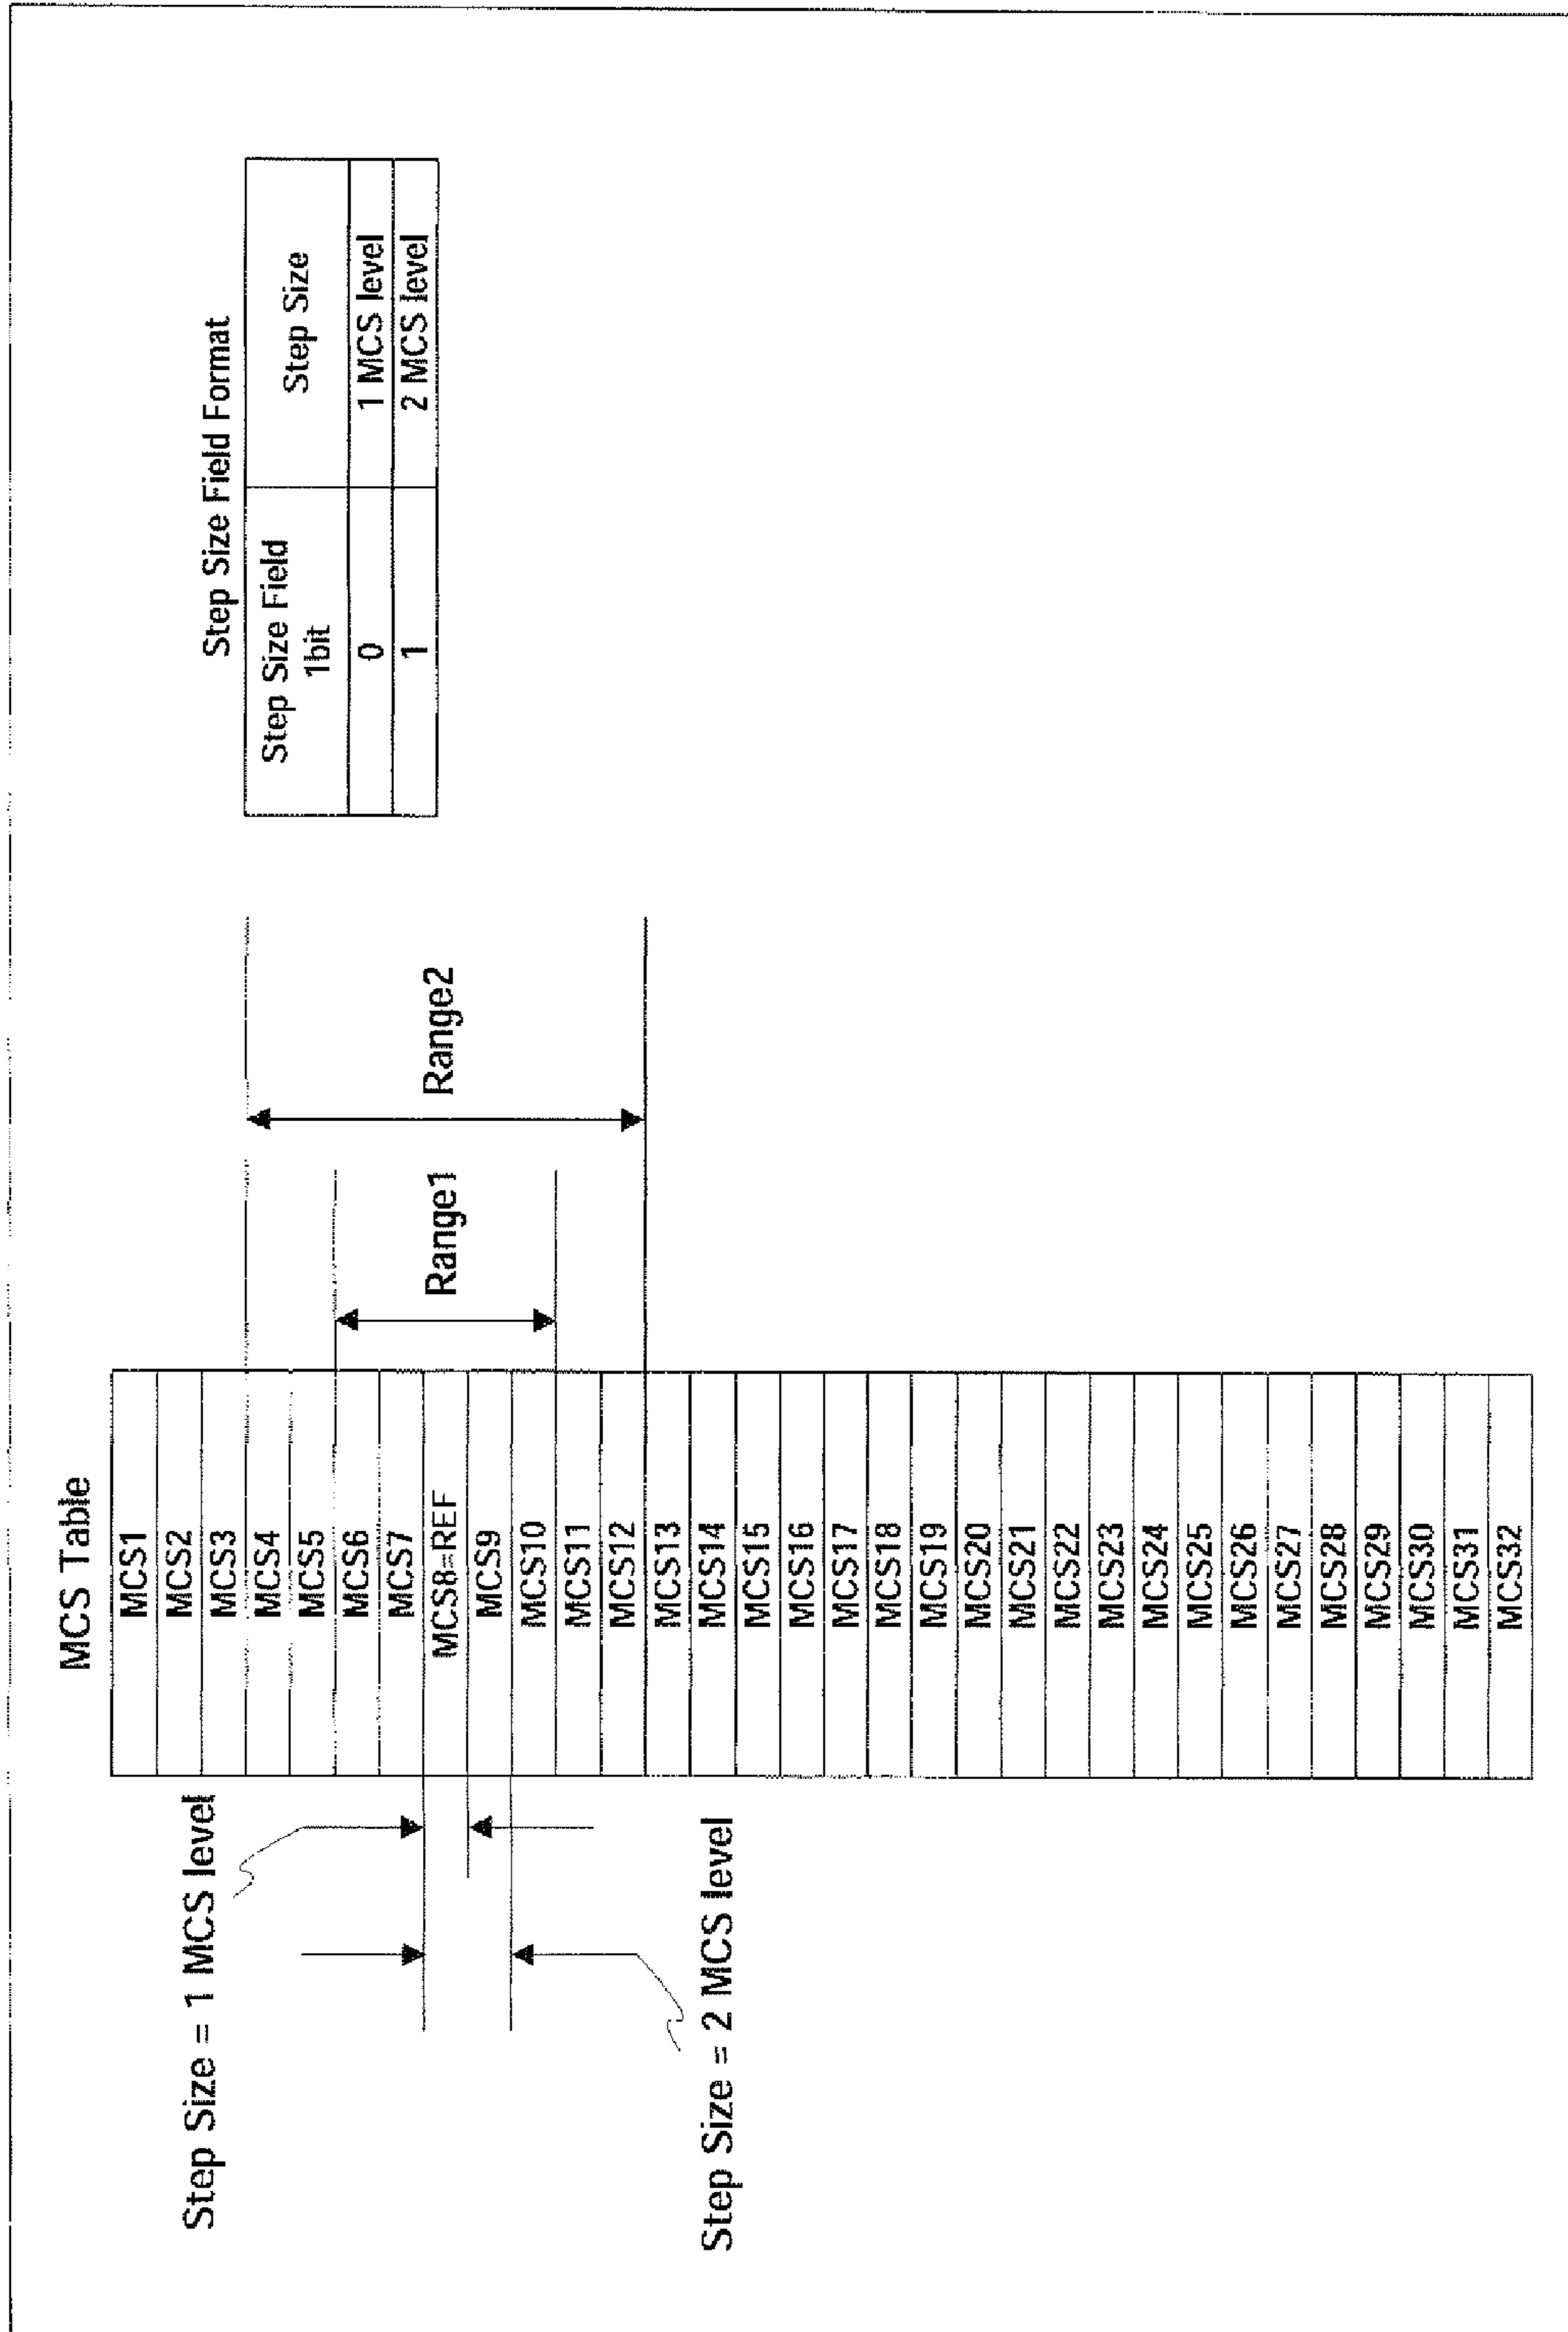 Step Size = 1 MCS level
Step Size = 2 MCS level
MCS Table
MCS1
MCS2
MCS3
MCS4
MCS5
MCS6
MCS7
MCS8=REF
MCS9
MCS10
MCS11
MCS12
MCS13
MCS14
MCS15
MCS16
MCS17
MCS18
MCS19
MCS20
MCS21
MCS22
MCS23
MCS24
MCS25
MCS26
MCS27
MCS28
MCS29
MCS30
MCS31
MCS32
Range1
Range2
Step Size Field Format
Step Size Field
1bit
Step Size
0
1 MCS level
1
2 MCS level